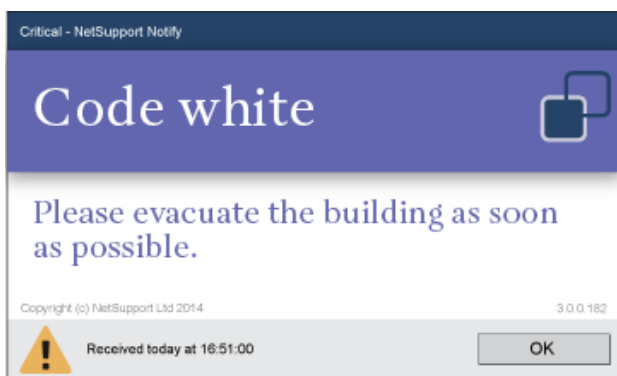 Critical - NetSupport Notify
Code white
Please evacuate the building as soon
as possible.
Copyright (c) NetSupport Ltd 2014
3.0.0.182
Received today at 16:51:00
OK